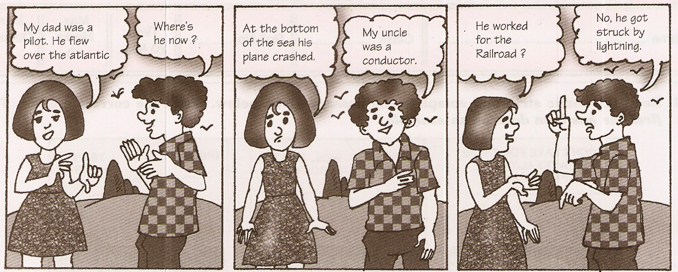 My dad was a
pilot. He flew
over the atlantic
Where's
he now ?
At the bottom
of the sea his
plane crashed.
My uncle
was a
conductor.
He worked
for the
Railroad ?
No, he got
struck by
lightning.